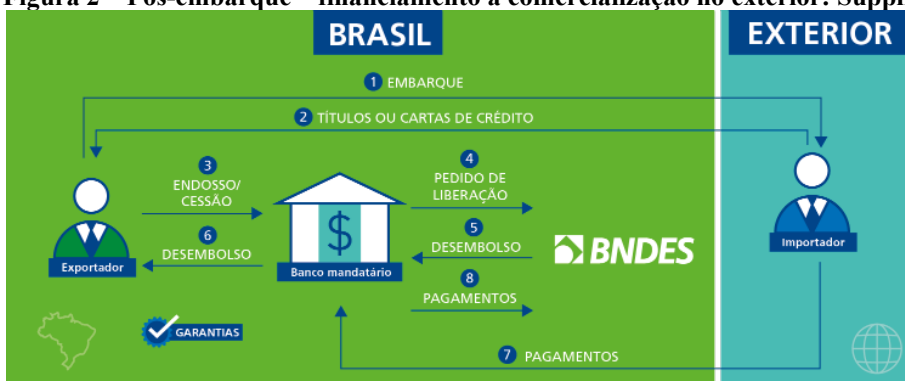 Figura 2 – Pós-embarque – financiamento à comercialização no exterior:
BRASIL
EXTERIOR
1 EMBARQUE
2 TÍTULOS OU CARTAS DE CRÉDITO
3
ENDOSSO/
CESSÃO
4
PEDIDO DE
LIBERAÇÃO
6
DESEMBOLSO
5
DESEMBOLSO
BNDES
Exportador
Banco mandatário
Importador
8
PAGAMENTOS
GARANTIAS
7 PAGAMENTOS
$